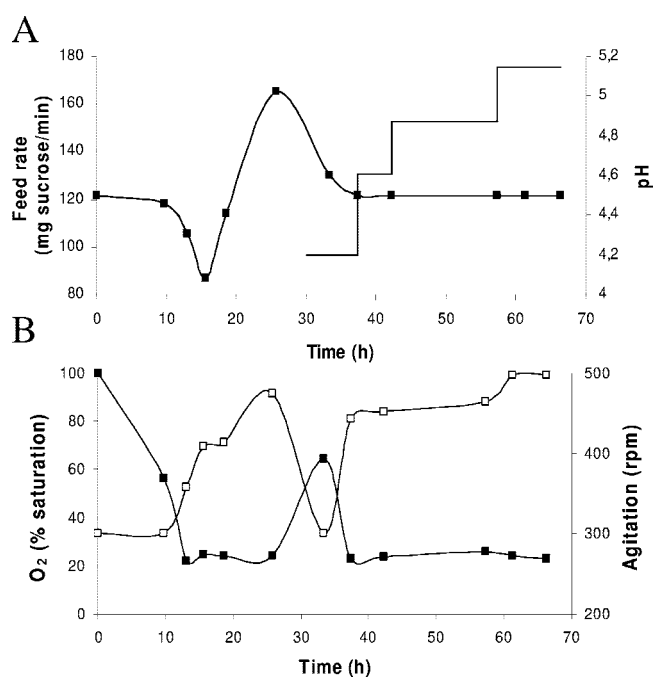 A
180
160
140
120
100
80
Feed rate
(mg sucrose/min)
5,2
5
4,8
4,6
4,4
4,2
4
pH
0 10 20 30 40 50 60 70
Time (h)
B
100
80
60
40
20
0
O₂ (% saturation)
500
400
300
200
Agitation (rpm)
0 10 20 30 40 50 60 70
Time (h)